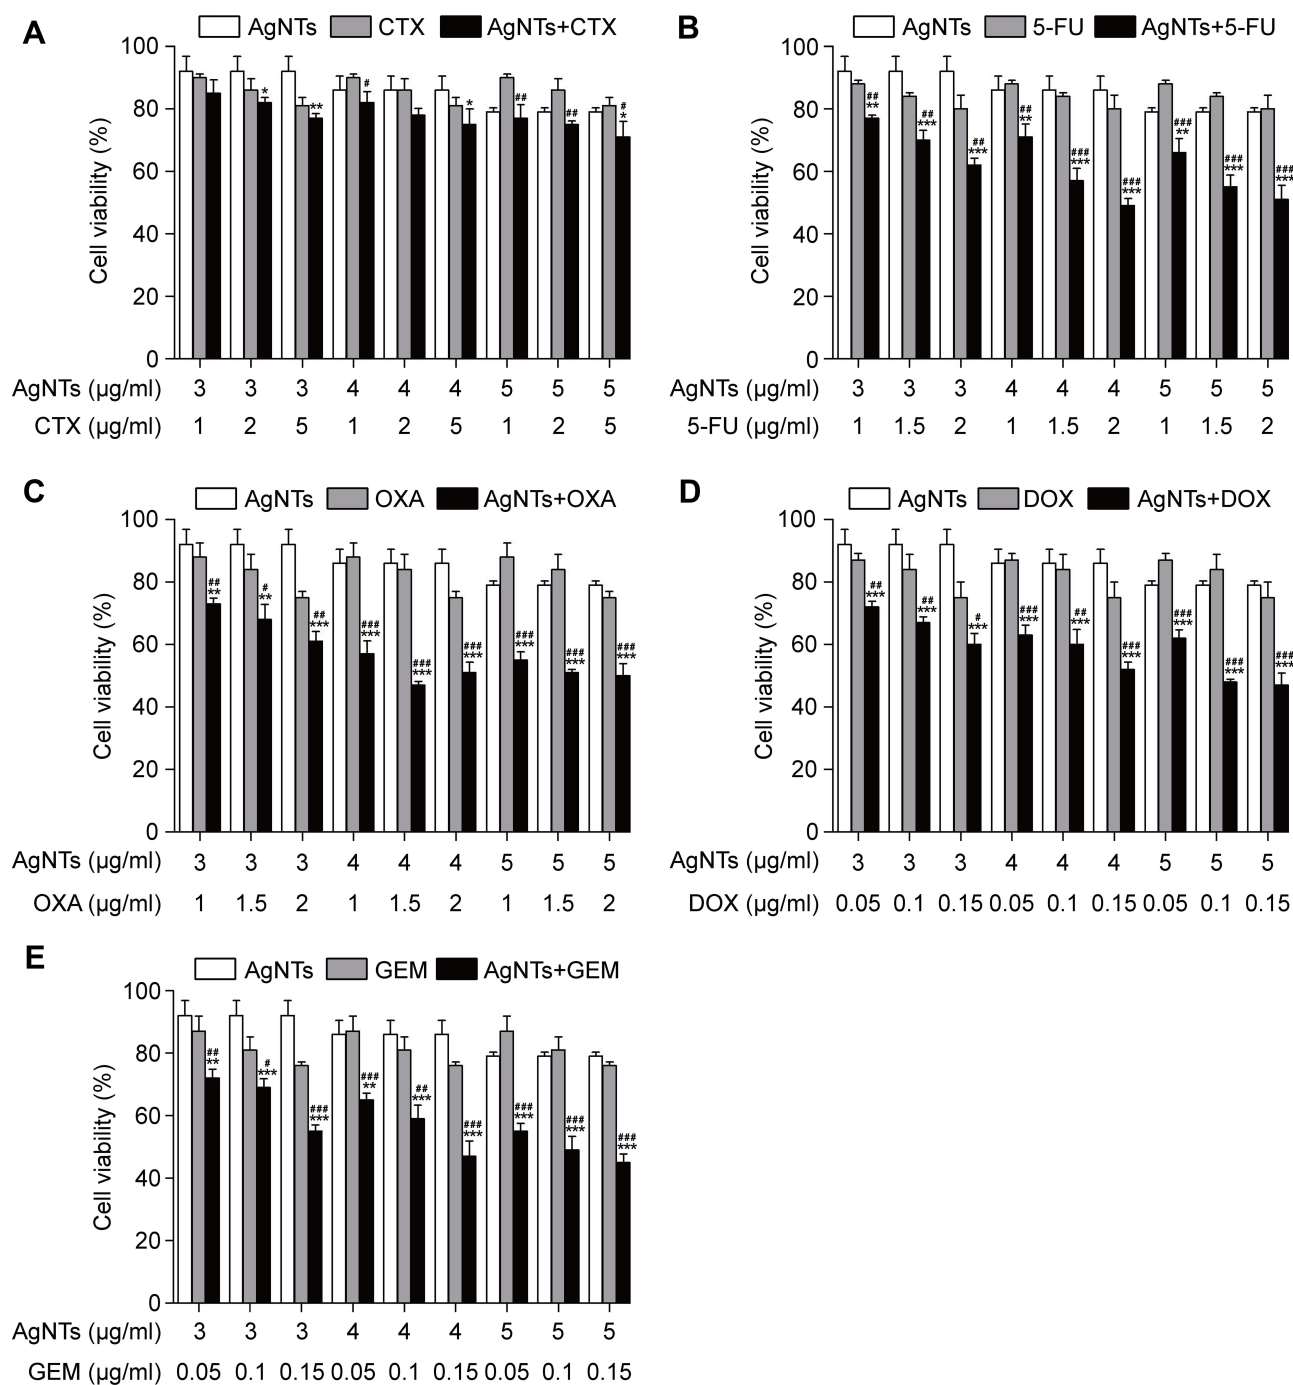 A
AgNTs CTX AgNTs+CTX
Cell viability (%)
100
80
60
40
20
0
* ** # * ## ## # *
AgNTs (µg/ml) 3 3 3 4 4 4 5 5 5
CTX (µg/ml) 1 2 5 1 2 5 1 2 5
B
AgNTs 5-FU AgNTs+5-FU
Cell viability (%)
100
80
60
40
20
0
## ## ## ## ### ### ### ### ###
** *** *** ** *** *** ** *** ***
AgNTs (µg/ml) 3 3 3 4 4 4 5 5 5
5-FU (µg/ml) 1 1.5 2 1 1.5 2 1 1.5 2
C
AgNTs OXA AgNTs+OXA
Cell viability (%)
100
80
60
40
20
0
## # ## ### ### ### ### ### ###
** ** *** *** *** *** *** *** ***
AgNTs (µg/ml) 3 3 3 4 4 4 5 5 5
OXA (µg/ml) 1 1.5 2 1 1.5 2 1 1.5 2
D
AgNTs DOX AgNTs+DOX
Cell viability (%)
100
80
60
40
20
0
## ## # ### ## ### ### ### ###
*** *** *** *** *** *** *** *** ***
AgNTs (µg/ml) 3 3 3 4 4 4 5 5 5
DOX (µg/ml) 0.05 0.1 0.15 0.05 0.1 0.15 0.05 0.1 0.15
E
AgNTs GEM AgNTs+GEM
Cell viability (%)
100
80
60
40
20
0
## # ### ### ## ### ### ### ###
** *** *** ** *** *** *** *** ***
AgNTs (µg/ml) 3 3 3 4 4 4 5 5 5
GEM (µg/ml) 0.05 0.1 0.15 0.05 0.1 0.15 0.05 0.1 0.15